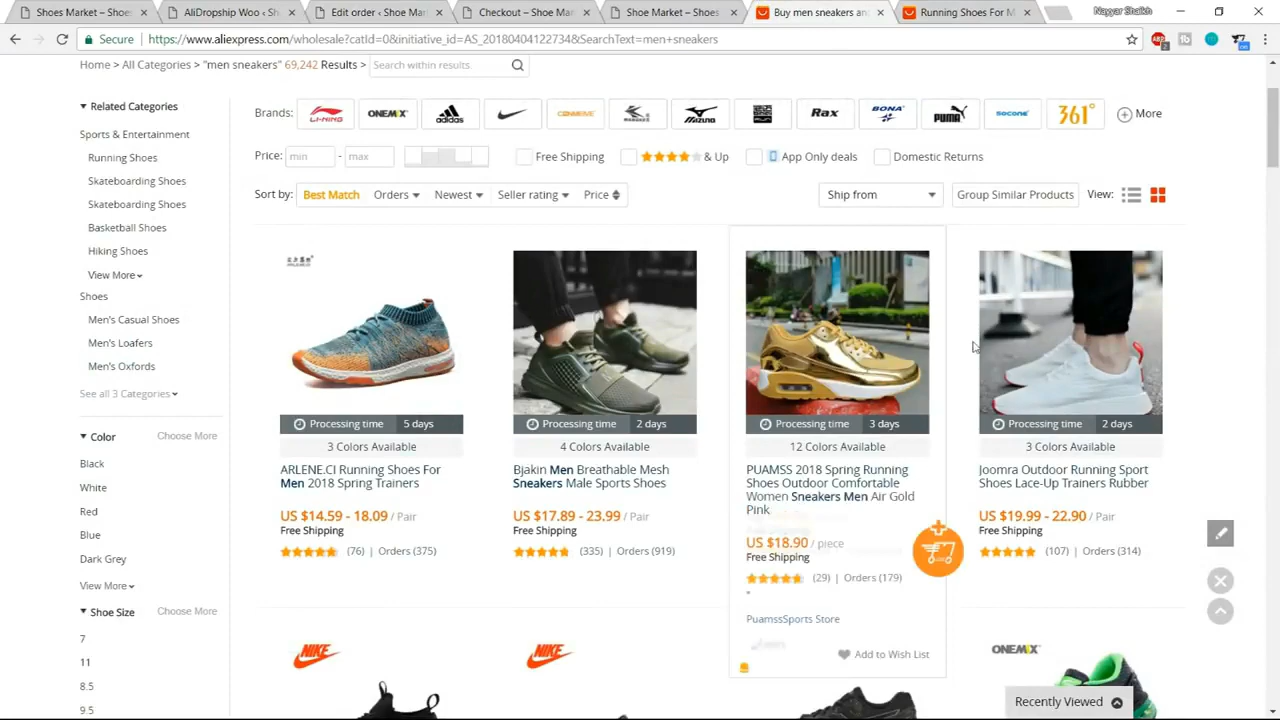 Shoes Market – Shoes
AliDropship Woo < Sh
Edit order < Shoe Mar
Checkout – Shoe Mar
Shoe Market – Shoes
Buy men sneakers an
Running Shoes For M
Nayyar Shaikh
Secure
https://www.aliexpress.com/wholesale?catId=0&initiative_id=AS_20180404122734&SearchText=men+sneakers
Home > All Categories > "men sneakers" 69,242 Results >
Search within results.
Related Categories
Sports & Entertainment
Running Shoes
Skateboarding Shoes
Skateboarding Shoes
Basketball Shoes
Hiking Shoes
View More
Shoes
Men's Casual Shoes
Men's Loafers
Men's Oxfords
See all 3 Categories
Color
Choose More
Black
White
Red
Blue
Dark Grey
View More
Shoe Size
Choose More
7
11
8.5
9.5
Brands:
LI-NING
ONEMIX
adidas
MIZUNO
Rax
BONA
PUMA
SOCONE
361°
More
Price:
min
-
max
Free Shipping
& Up
App Only deals
Domestic Returns
Sort by:
Best Match
Orders
Newest
Seller rating
Price
Ship from
Group Similar Products
View:
Processing time 5 days
3 Colors Available
ARLENE.CI Running Shoes For
Men 2018 Spring Trainers
US $14.59 - 18.09 / Pair
Free Shipping
(76) | Orders (375)
Processing time 2 days
4 Colors Available
Bjakin Men Breathable Mesh
Sneakers Male Sports Shoes
US $17.89 - 23.99 / Pair
Free Shipping
(335) | Orders (919)
Processing time 3 days
12 Colors Available
PUAMSS 2018 Spring Running
Shoes Outdoor Comfortable
Women Sneakers Men Air Gold
Pink
US $18.90 / piece
Free Shipping
(29) | Orders (179)
PuamssSports Store
Add to Wish List
Processing time 2 days
3 Colors Available
Joomra Outdoor Running Sport
Shoes Lace-Up Trainers Rubber
US $19.99 - 22.90 / Pair
Free Shipping
(107) | Orders (314)
NIKE
NIKE
ONEMIX
Recently Viewed